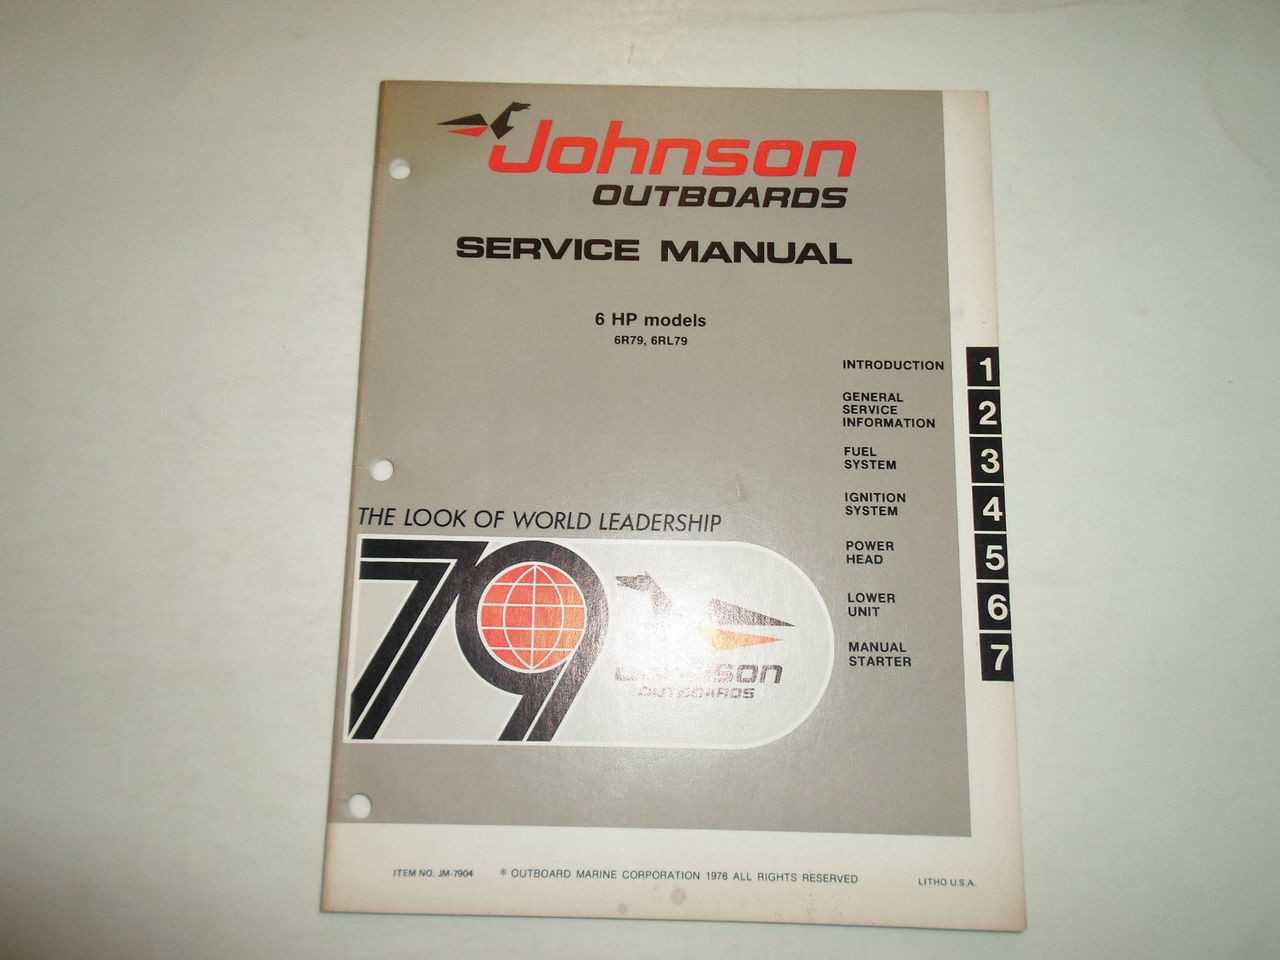 Johnson
OUTBOARDS
SERVICE MANUAL
6 HP models
6R79, 6RL79
INTRODUCTION 1
GENERAL
SERVICE
INFORMATION 2
FUEL
SYSTEM 3
IGNITION
SYSTEM 4
POWER
HEAD 5
LOWER
UNIT 6
MANUAL
STARTER 7
THE LOOK OF WORLD LEADERSHIP
79
Johnson
OUTBOARDS
ITEM NO. JM-7904 © OUTBOARD MARINE CORPORATION 1978 ALL RIGHTS RESERVED LITHO U.S.A.